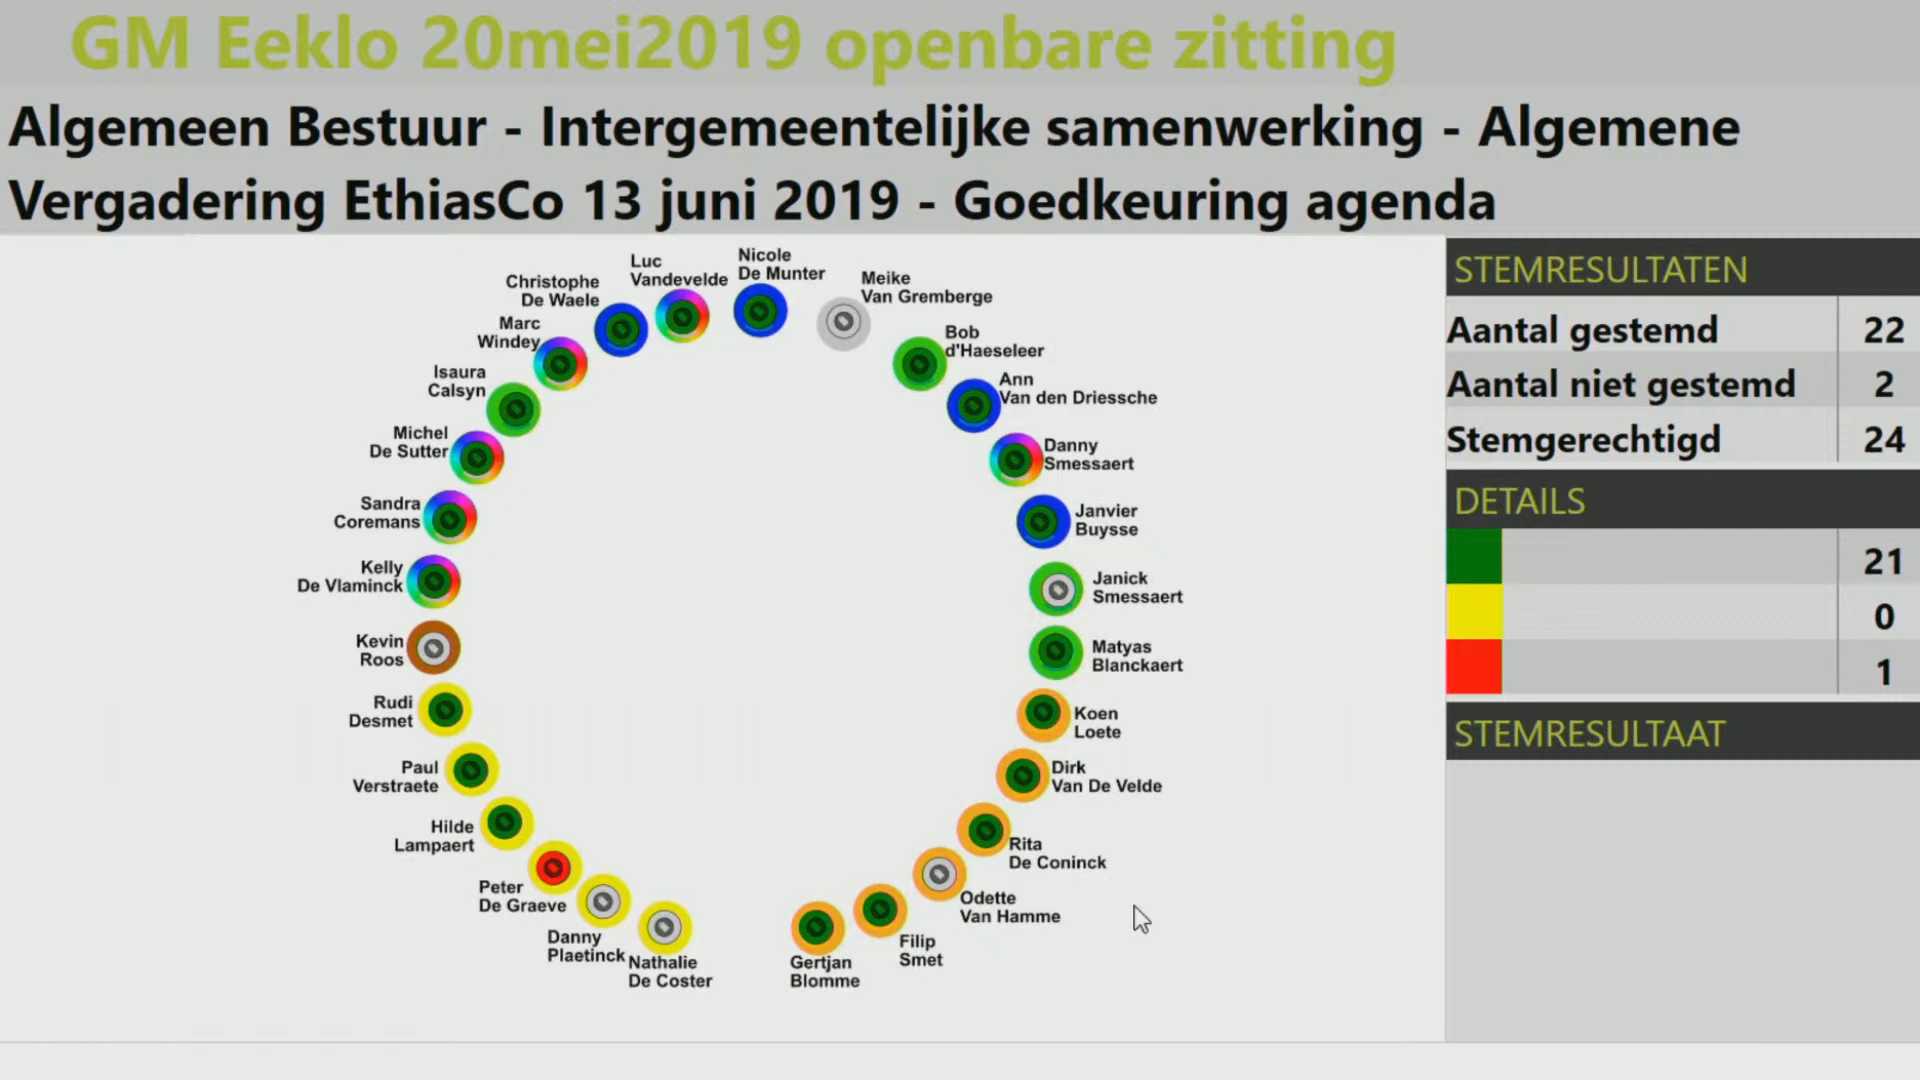 GM Eeklo 20mei2019 openbare zitting
Algemeen Bestuur - Intergemeentelijke samenwerking - Algemene
Vergadering EthiasCo 13 juni 2019 - Goedkeuring agenda
Nicole
De Munter
Luc
Vandevelde
Meike
Van Gremberge
Christophe
De Waele
Marc
Windey
Bob
d'Haeseleer
Isaura
Calsyn
Ann
Van den Driessche
Michel
De Sutter
Danny
Smessaert
Sandra
Coremans
Janvier
Buysse
Kelly
De Vlaminck
Janick
Smessaert
Kevin
Roos
Matyas
Blanckaert
Rudi
Desmet
Koen
Loete
Paul
Verstraete
Dirk
Van De Velde
Hilde
Lampaert
Rita
De Coninck
Peter
De Graeve
Odette
Van Hamme
Danny
Plaetinck
Filip
Smet
Nathalie
De Coster
Gertjan
Blomme
STEMRESULTATEN
Aantal gestemd 22
Aantal niet gestemd 2
Stemgerechtigd 24
DETAILS
21
0
1
STEMRESULTAAT